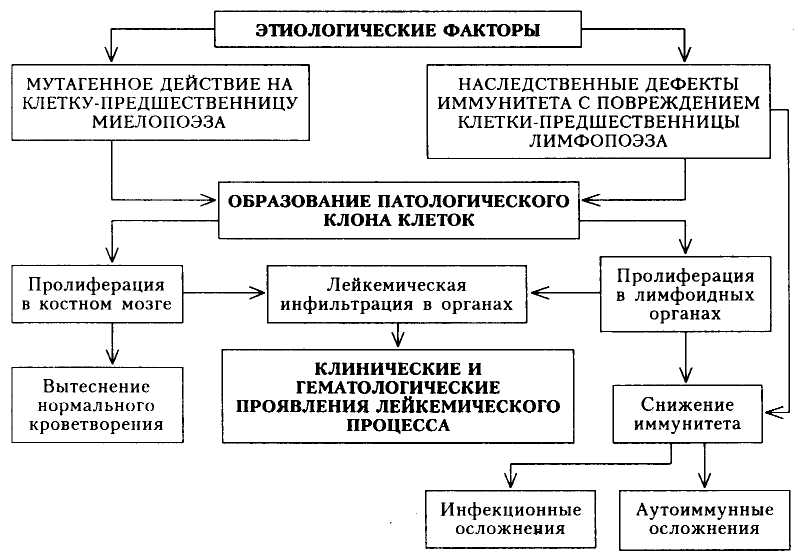 ЭТИОЛОГИЧЕСКИЕ ФАКТОРЫ
МУТАГЕННОЕ ДЕЙСТВИЕ НА
КЛЕТКУ-ПРЕДШЕСТВЕННИЦУ
МИЕЛОПОЭЗА
НАСЛЕДСТВЕННЫЕ ДЕФЕКТЫ
ИММУНИТЕТА С ПОВРЕЖДЕНИЕМ
КЛЕТКИ-ПРЕДШЕСТВЕННИЦЫ
ЛИМФОПОЭЗА
ОБРАЗОВАНИЕ ПАТОЛОГИЧЕСКОГО
КЛОНА КЛЕТОК
Пролиферация
в костном мозге
Лейкемическая
инфильтрация в органах
Пролиферация
в лимфоидных
органах
Вытеснение
нормального
кроветворения
КЛИНИЧЕСКИЕ И
ГЕМАТОЛОГИЧЕСКИЕ
ПРОЯВЛЕНИЯ ЛЕЙКЕМИЧЕСКОГО
ПРОЦЕССА
Снижение
иммунитета
Инфекционные
осложнения
Аутоиммунные
осложнения